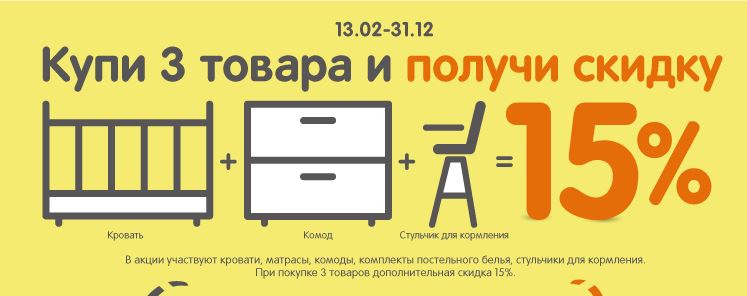 13.02-31.12
Купи 3 товара и получи скидку
+ + = 15%
Кровать Комод Стульчик для кормления
В акции участвуют кровати, матрасы, комоды, комплекты постельного белья, стульчики для кормления.
При покупке 3 товаров дополнительная скидка 15%.